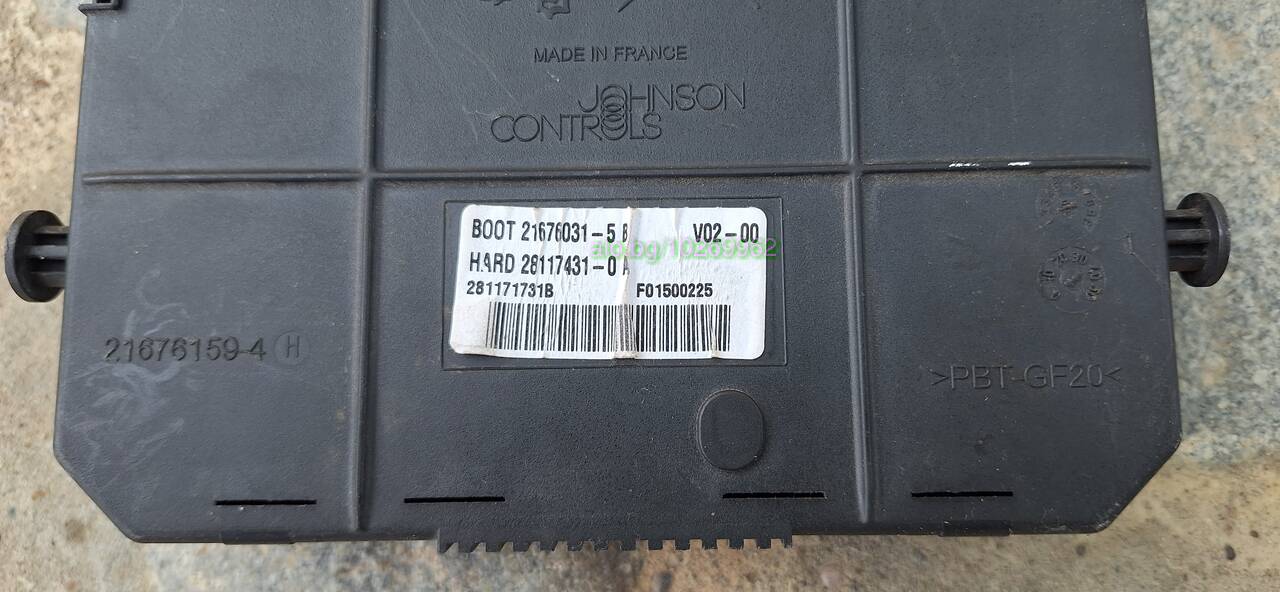 MADE IN FRANCE
JOHNSON
CONTROLS
BOOT 21676031-5 B V02-00
alo.bg/10269962
HARD 28117431-0 A
281171731B F01500225
21676159-4 H
>PBT-GF20<